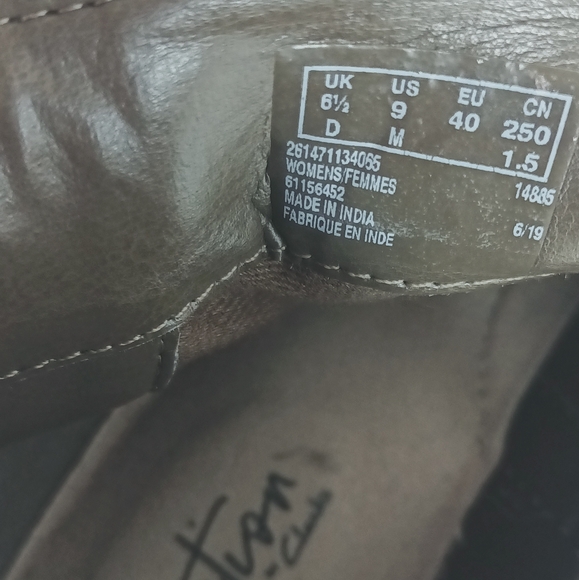 UK US EU CN
6½ 9 40 250
D M 1.5
261471134065
WOMENS/FEMMES 14885
61156452
MADE IN INDIA
FABRIQUE EN INDE 6/19
Clarks